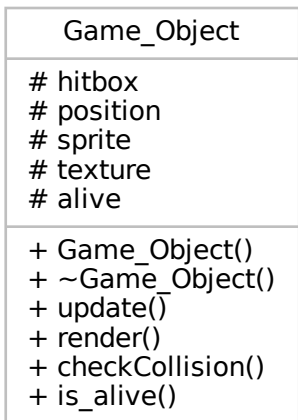 Game_Object
# hitbox
# position
# sprite
# texture
# alive
+ Game_Object()
+ ~Game_Object()
+ update()
+ render()
+ checkCollision()
+ is_alive()